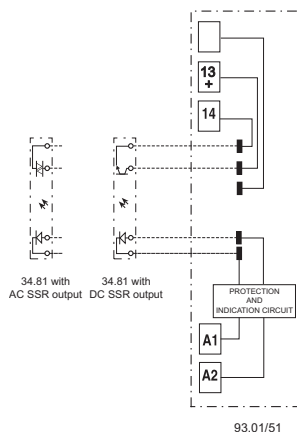 13
+
14
34.81 with
AC SSR output
34.81 with
DC SSR output
PROTECTION
AND
INDICATION CIRCUIT
A1
A2
93.01/51